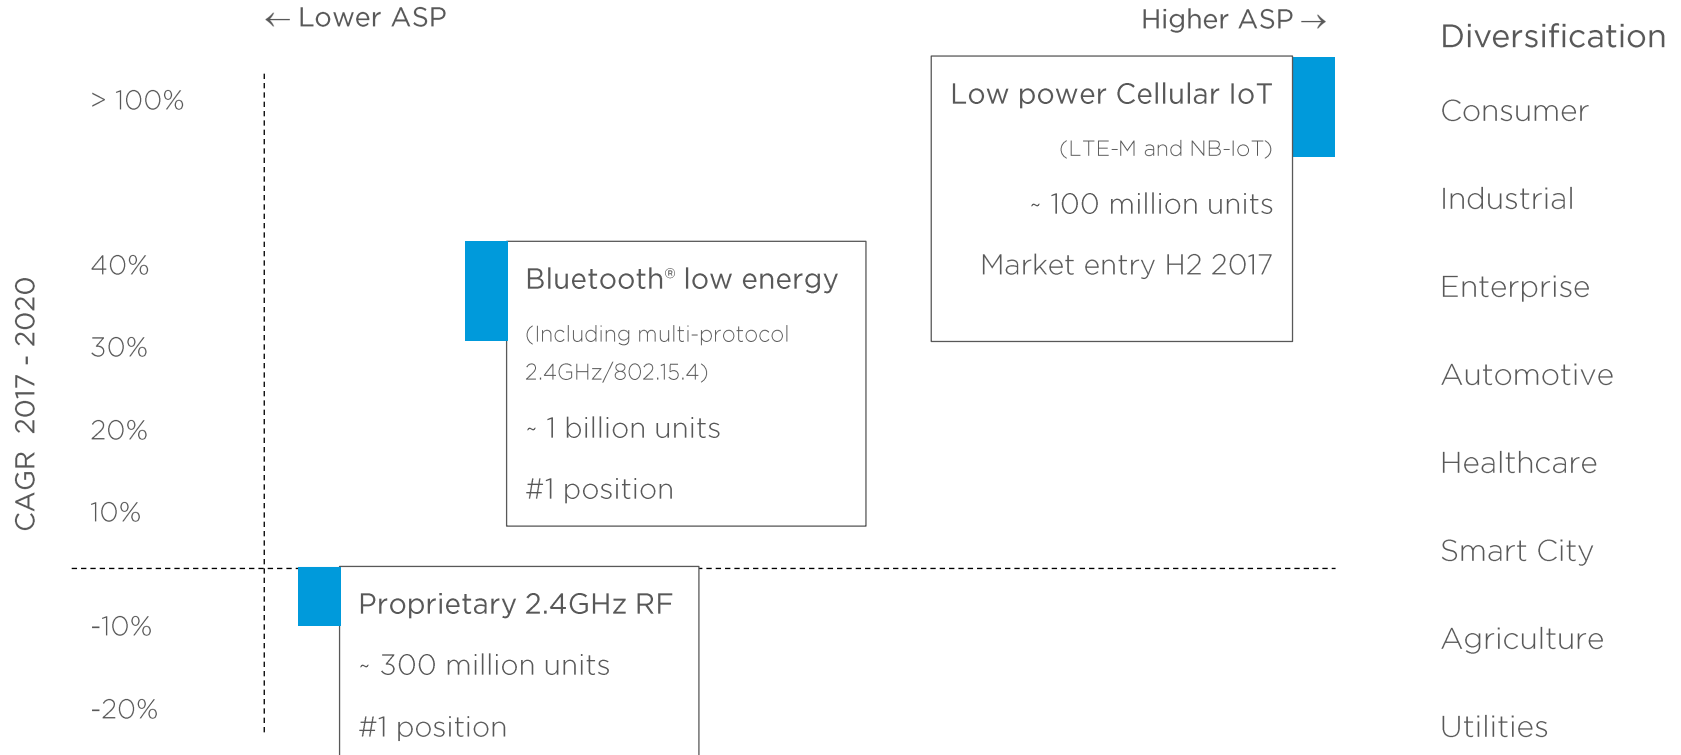 ← Lower ASP
Higher ASP →
CAGR 2017 - 2020
> 100%
40%
30%
20%
10%
-10%
-20%
Low power Cellular IoT
(LTE-M and NB-IoT)
~ 100 million units
Market entry H2 2017
Bluetooth® low energy
(Including multi-protocol
2.4GHz/802.15.4)
~ 1 billion units
#1 position
Proprietary 2.4GHz RF
~ 300 million units
#1 position
Diversification
Consumer
Industrial
Enterprise
Automotive
Healthcare
Smart City
Agriculture
Utilities